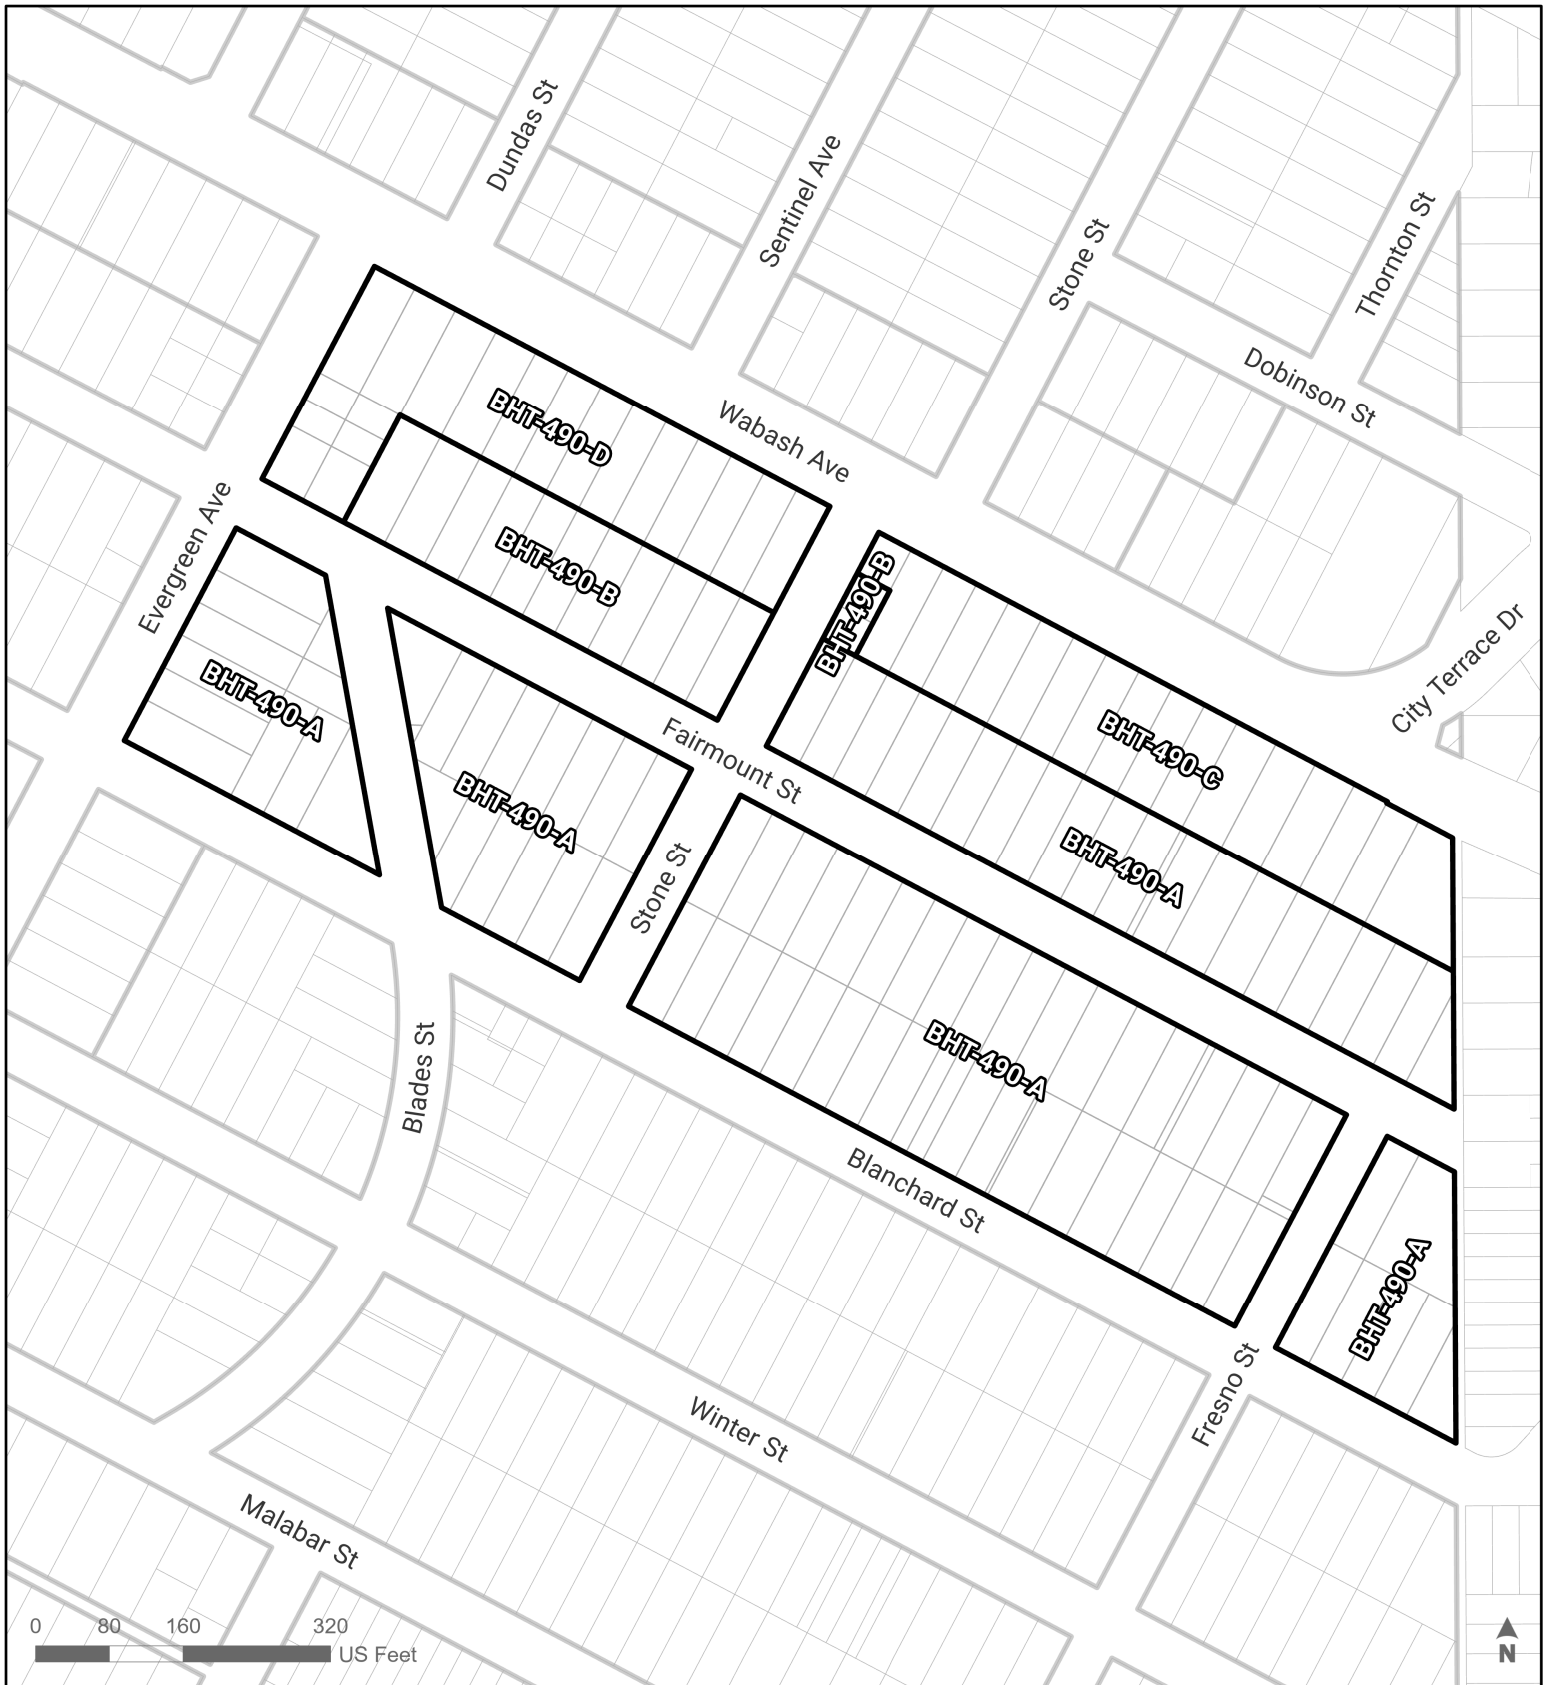 Dundas St
Sentinel Ave
Stone St
Thornton St
Dobinson St
Wabash Ave
BHT-490-D
BHT-490-B
BHT-490-B
Evergreen Ave
City Terrace Dr
BHT-490-A
BHT-490-C
Fairmount St
BHT-490-A
BHT-490-A
Stone St
BHT-490-A
Blades St
Blanchard St
BHT-490-A
Fresno St
Winter St
Malabar St
0 80 160 320
US Feet
N